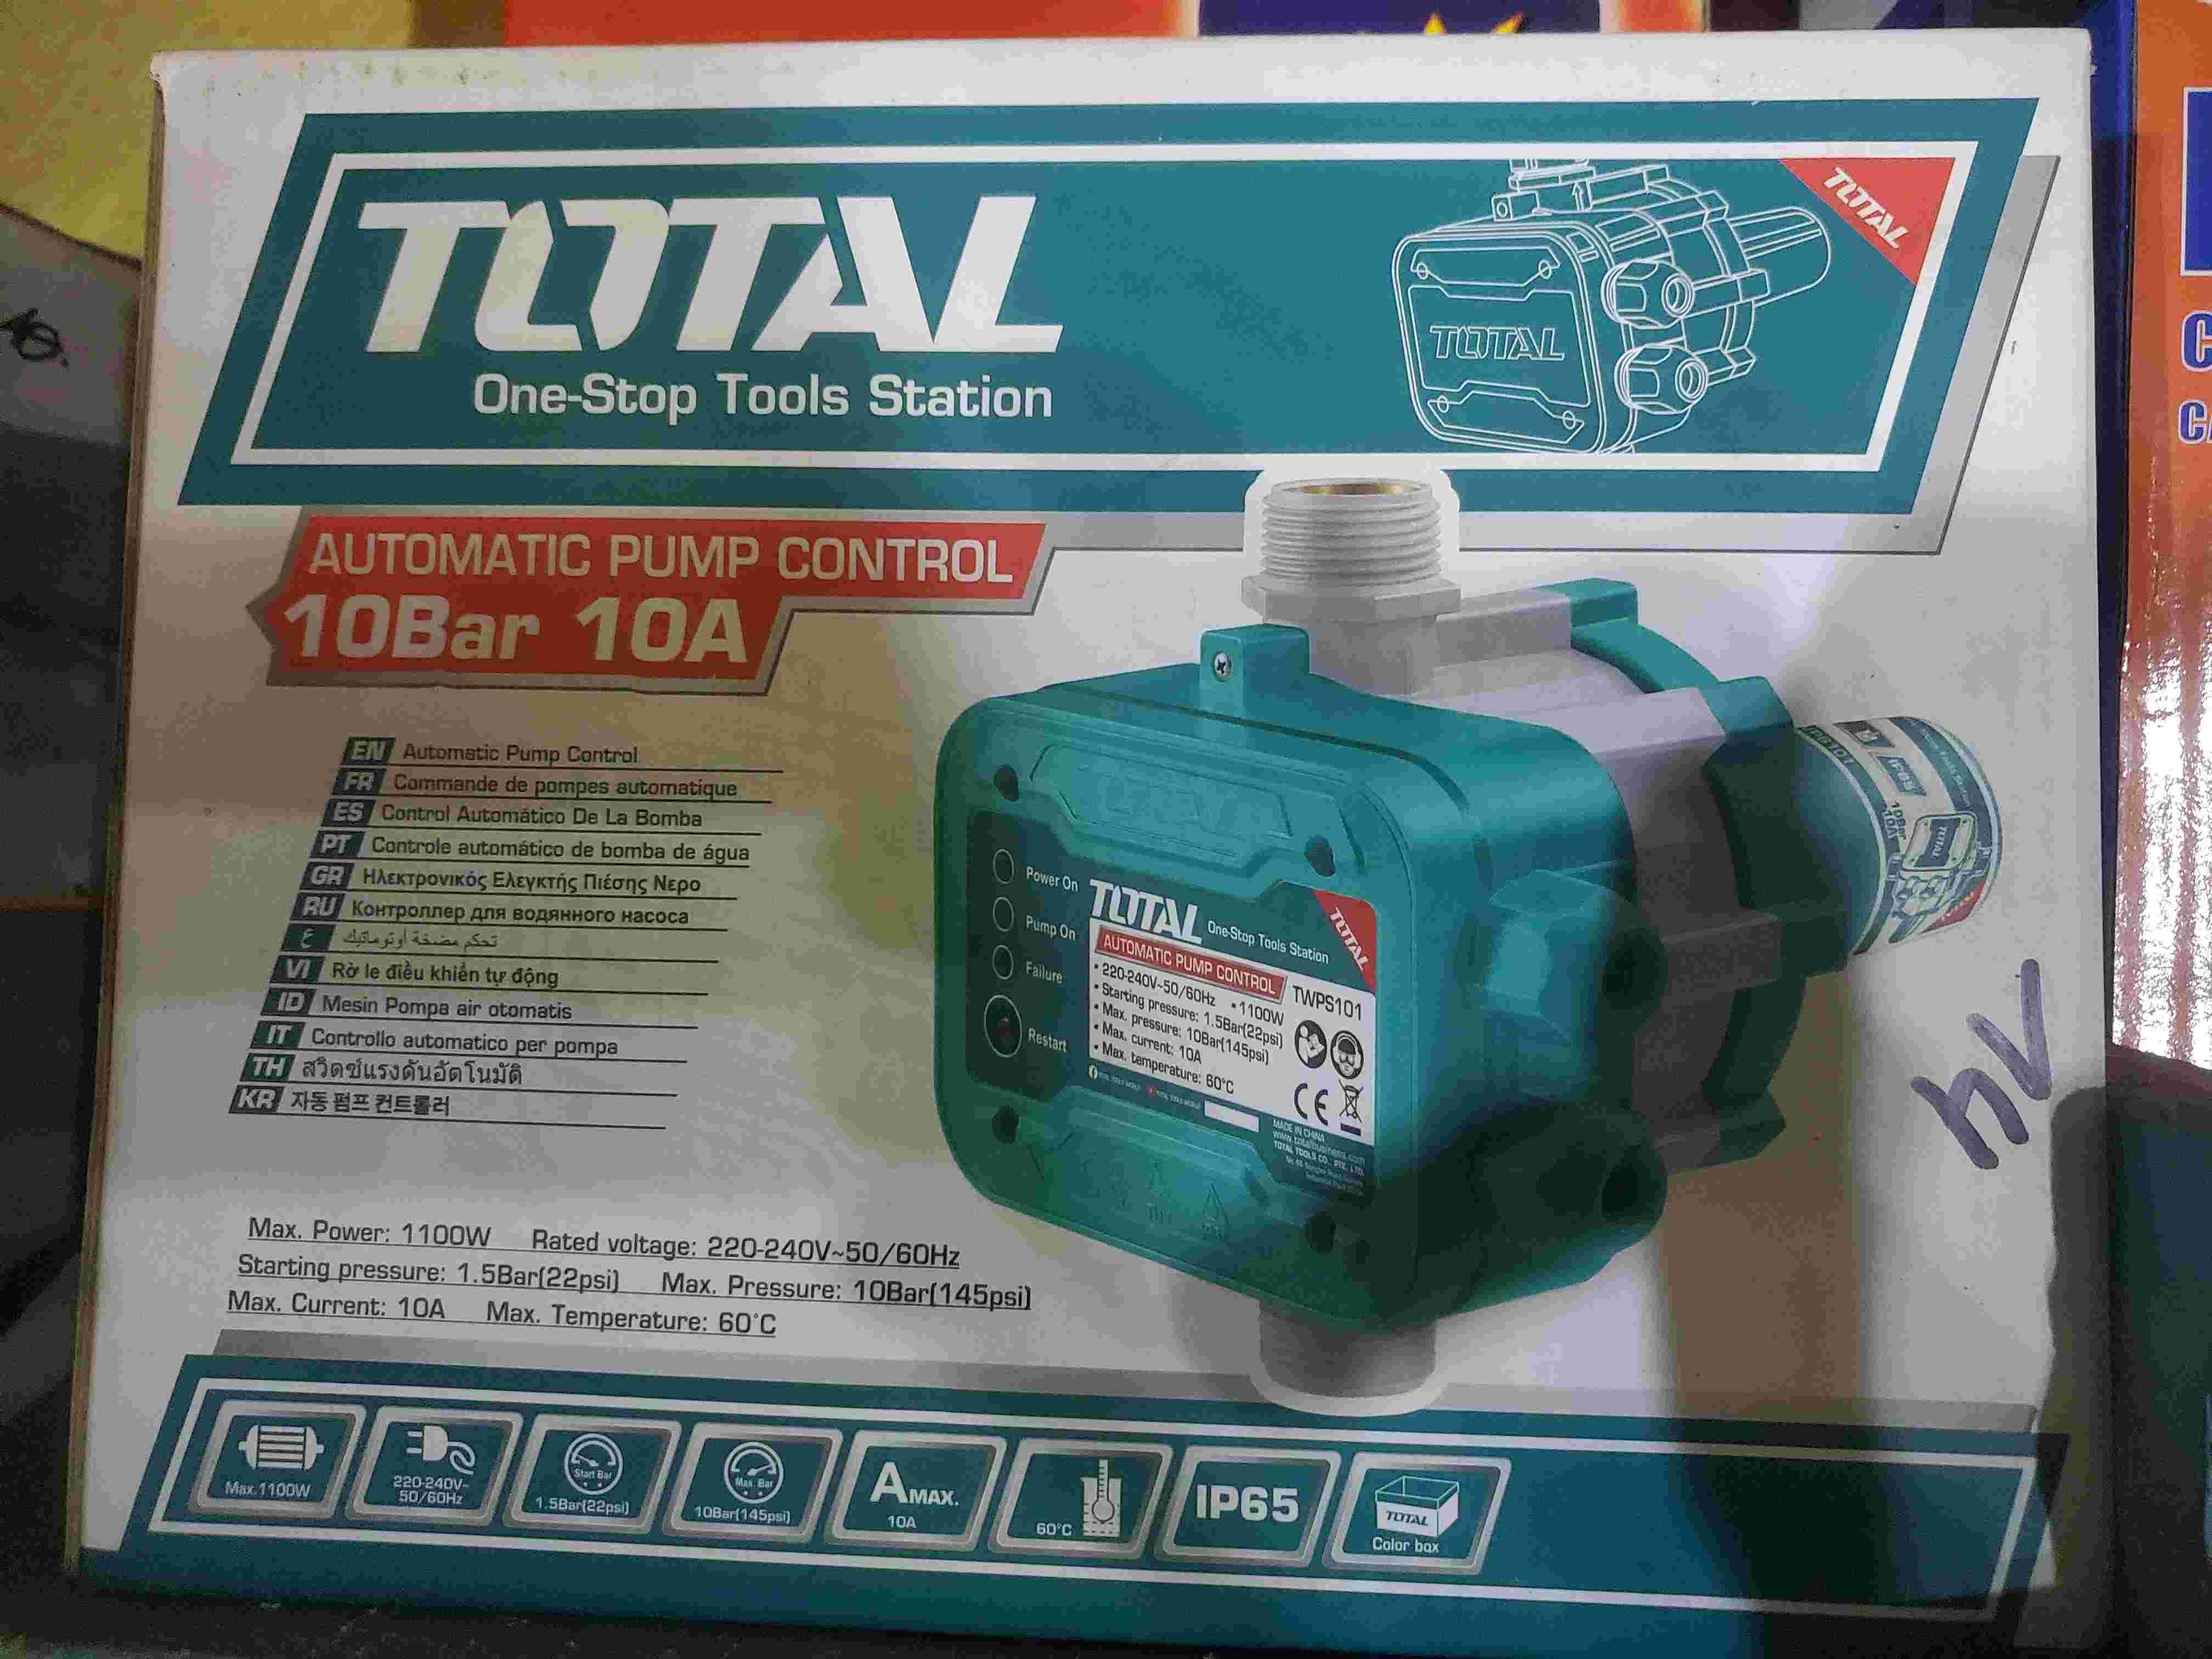 TOTAL
One-Stop Tools Station
TOTAL
TOTAL
AUTOMATIC PUMP CONTROL
10Bar 10A
EN Automatic Pump Control
FR Commande de pompes automatique
ES Control Automático De La Bomba
PT Controle automático de bomba de água
GR Ηλεκτρονικός Ελεγκτής Πιέσης Νερο
RU Контроллер для водянного насоса
ع تحكم مضخة أوتوماتيك
VI Rờ le điều khiển tự động
ID Mesin Pompa air otomatis
IT Controllo automatico per pompa
TH สวิตช์แรงดันอัตโนมัติ
KR 자동 펌프 컨트롤러
Power On
Pump On
Failure
Restart
TOTAL One-Stop Tools Station
TOTAL
AUTOMATIC PUMP CONTROL TWPS101
• 220-240V~50/60Hz • 1100W
• Starting pressure: 1.5Bar(22psi)
• Max. pressure: 10Bar(145psi)
• Max. current: 10A
• Max. temperature: 60°C
CE
MADE IN CHINA
www.totalbusiness.com
TOTAL TOOLS CO., PTE. LTD.
IP65
10Bar
10A
TOTAL
hv
Max. Power: 1100W Rated voltage: 220-240V~50/60Hz
Starting pressure: 1.5Bar(22psi) Max. Pressure: 10Bar(145psi)
Max. Current: 10A Max. Temperature: 60°C
Max.1100W
220-240V~
50/60Hz
Start Bar
1.5Bar(22psi)
Max. Bar
10Bar(145psi)
AMAX.
10A
60°C
IP65
TOTAL
Color box